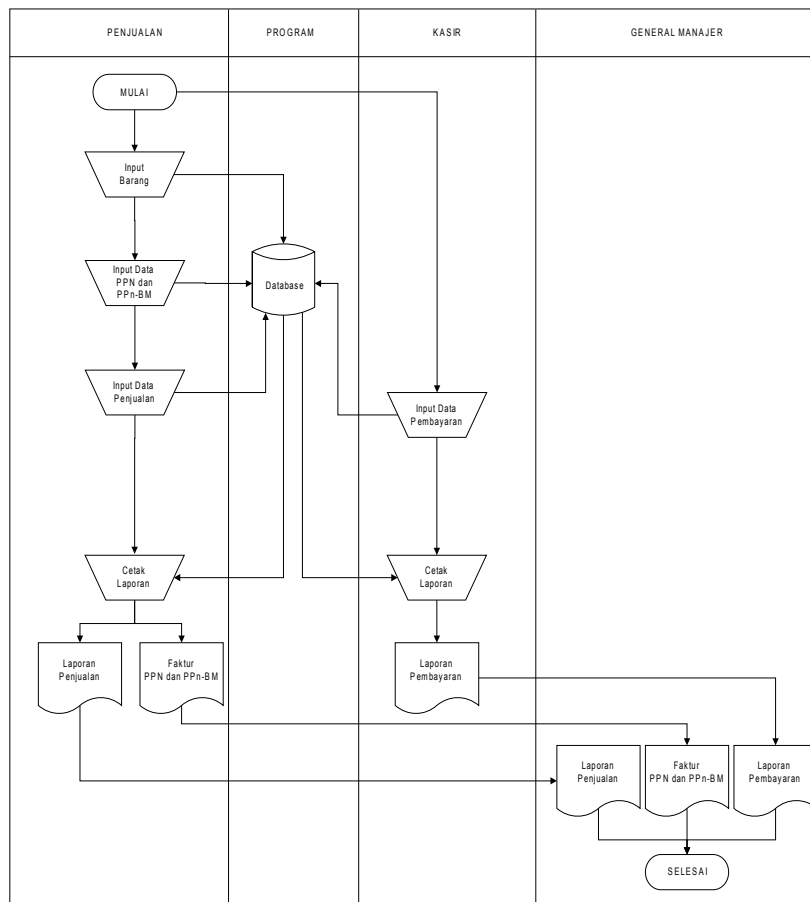 PENJUALAN
PROGRAM
KASIR
GENERAL MANAJER
MULAI
Input
Barang
Input Data
PPN dan
PPn-BM
Database
Input Data
Penjualan
Input Data
Pembayaran
Cetak
Laporan
Cetak
Laporan
Laporan
Penjualan
Faktur
PPN dan PPn-BM
Laporan
Pembayaran
Laporan
Penjualan
Faktur
PPN dan PPn-BM
Laporan
Pembayaran
SELESAI